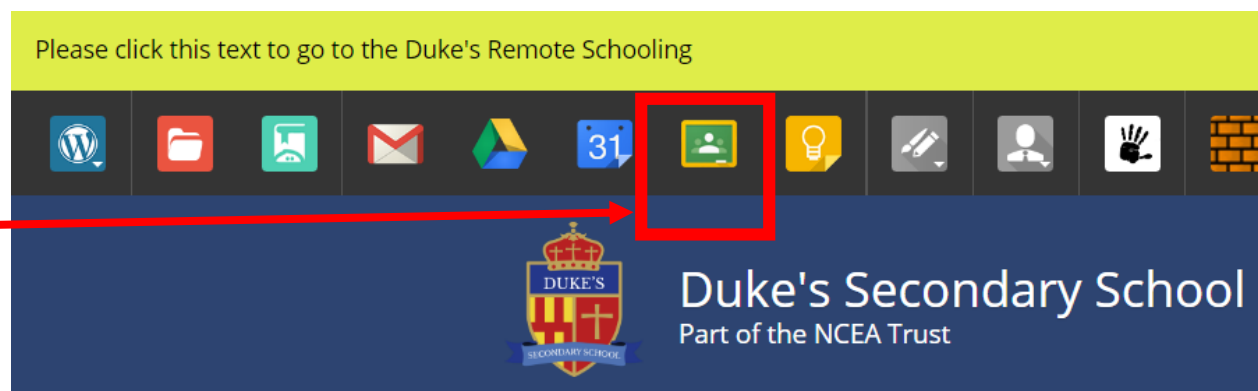 Please click this text to go to the Duke's Remote Schooling
31
DUKE'S
SECONDARY SCHOOL
Duke's Secondary School
Part of the NCEA Trust